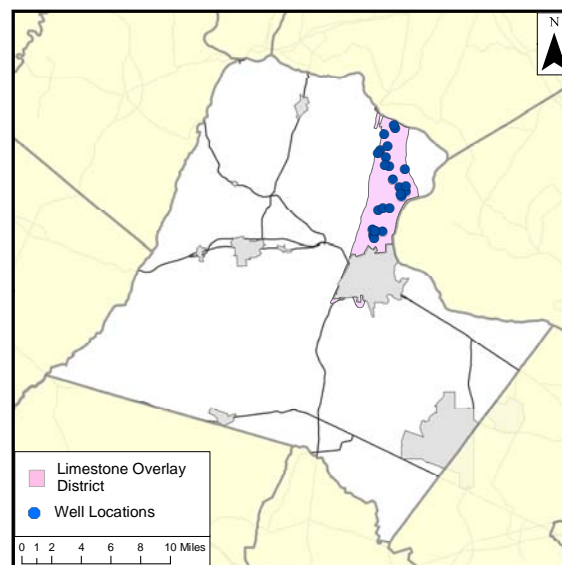 N
Limestone Overlay
District
Well Locations
0 1 2 4 6 8 10 Miles